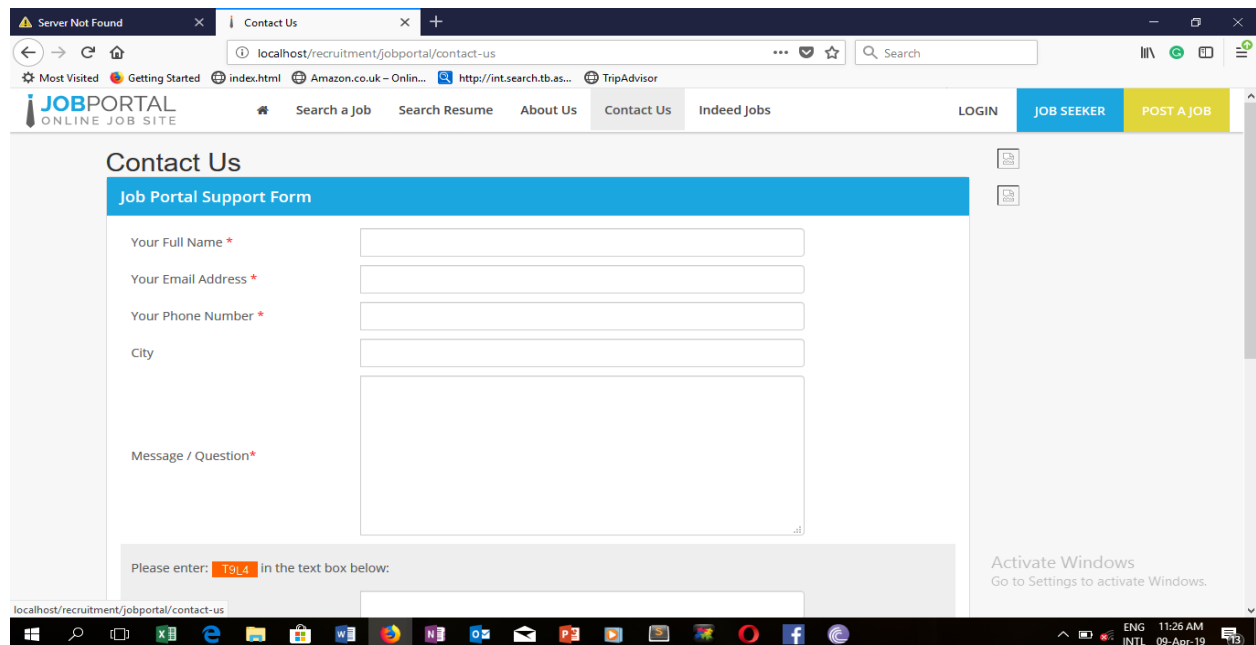 Server Not Found
Contact Us
localhost/recruitment/jobportal/contact-us
Search
Most Visited Getting Started index.html Amazon.co.uk – Onlin... http://int.search.tb.as... TripAdvisor
JOBPORTAL
ONLINE JOB SITE
Search a Job Search Resume About Us Contact Us Indeed Jobs LOGIN JOB SEEKER POST A JOB
Contact Us
Job Portal Support Form
Your Full Name *
Your Email Address *
Your Phone Number *
City
Message / Question*
Please enter: T9L4 in the text box below:
Activate Windows
Go to Settings to activate Windows.
localhost/recruitment/jobportal/contact-us
ENG 11:26 AM
INTL 09-Apr-19
13